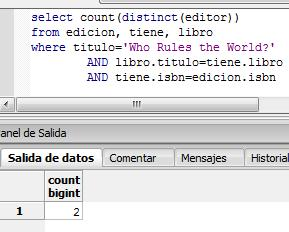 select count(distinct(editor))
from edicion, tiene, libro
where titulo='Who Rules the World?'
AND libro.titulo=tiene.libro
AND tiene.isbn=edicion.isbn
anel de Salida
Salida de datos Comentar Mensajes Historial
count
bigint
1 2